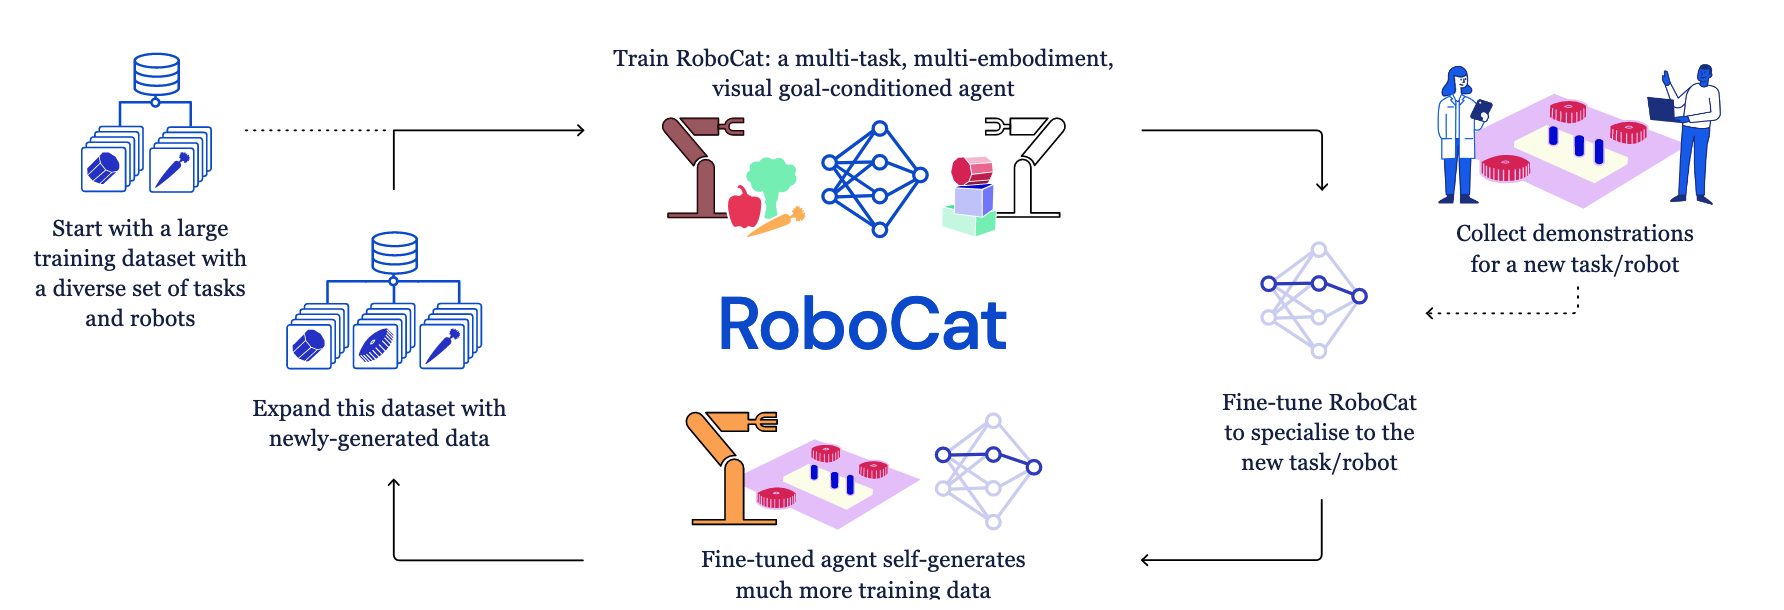 Train RoboCat: a multi-task, multi-embodiment,
visual goal-conditioned agent
Start with a large
training dataset with
a diverse set of tasks
and robots
Collect demonstrations
for a new task/robot
RoboCat
Expand this dataset with
newly-generated data
Fine-tune RoboCat
to specialise to the
new task/robot
Fine-tuned agent self-generates
much more training data